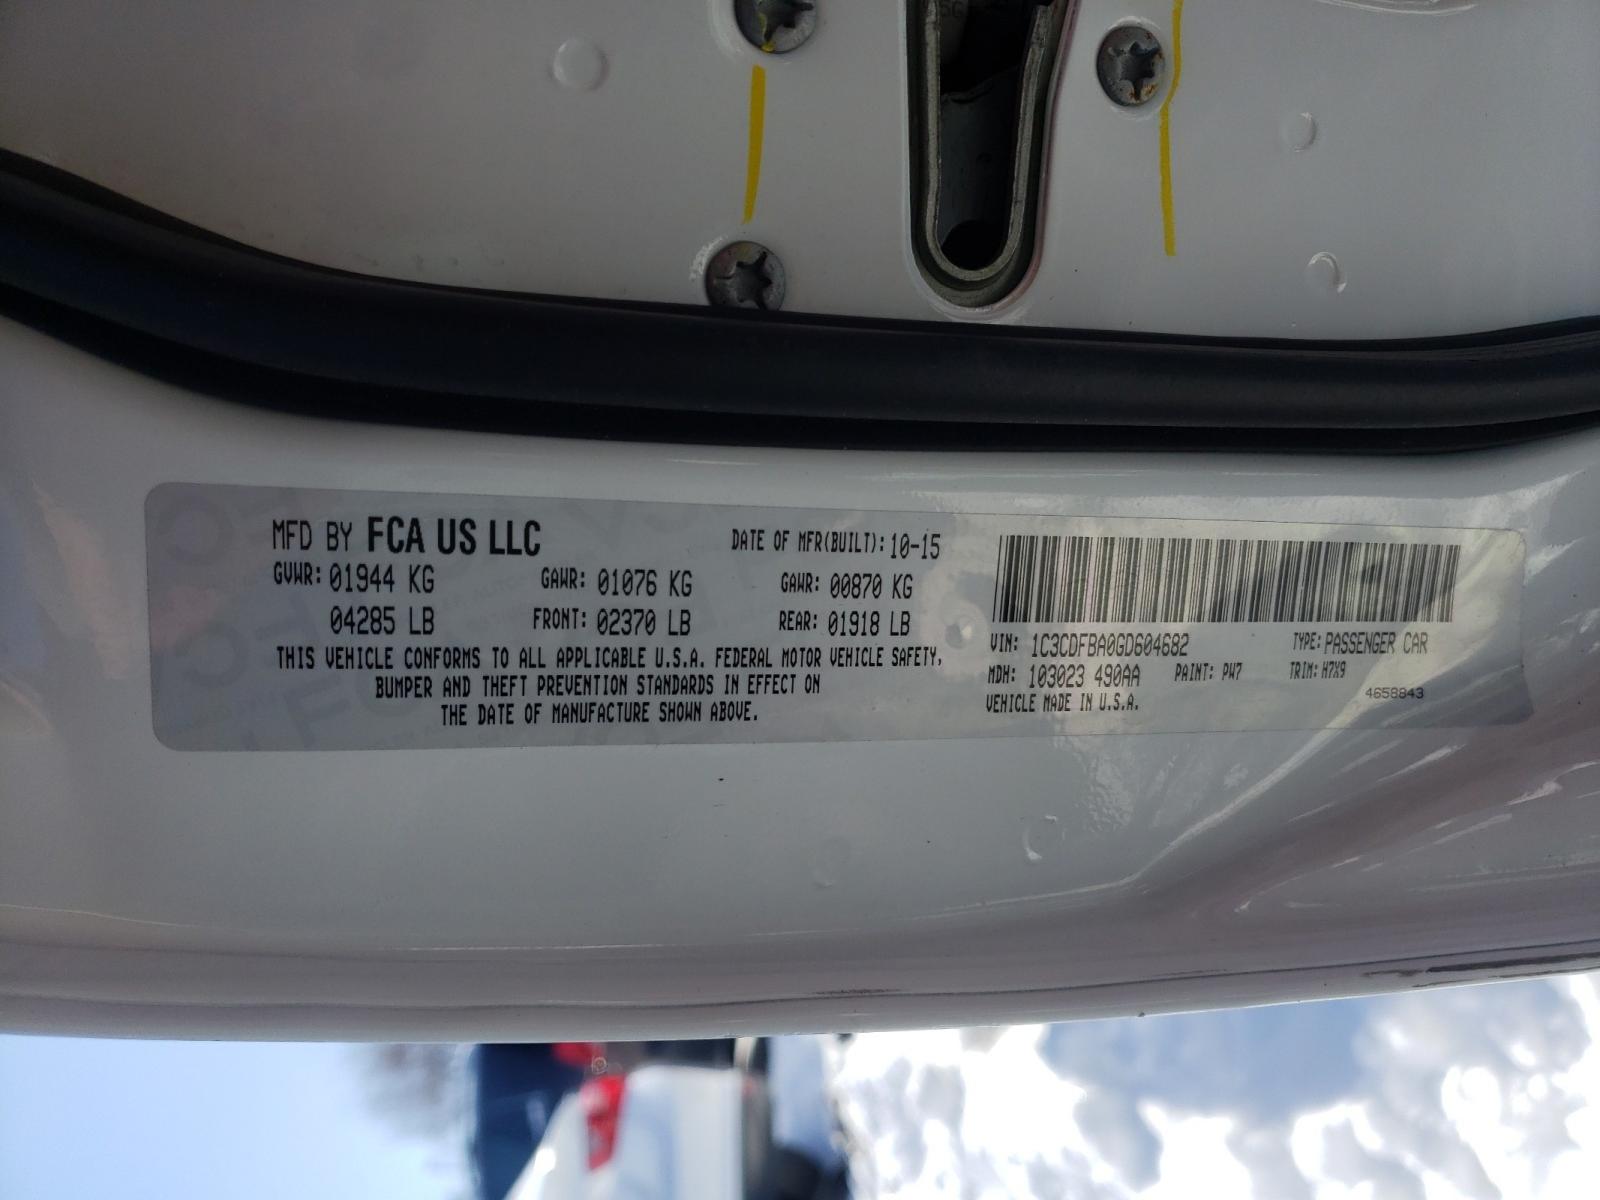 MFD BY FCA US LLC DATE OF MFR(BUILT): 10-15
GVWR: 01944 KG GAWR: 01076 KG GAWR: 00870 KG
04285 LB FRONT: 02370 LB REAR: 01918 LB
THIS VEHICLE CONFORMS TO ALL APPLICABLE U.S.A. FEDERAL MOTOR VEHICLE SAFETY,
BUMPER AND THEFT PREVENTION STANDARDS IN EFFECT ON
THE DATE OF MANUFACTURE SHOWN ABOVE.
VIN: 1C3CDFBA0GD604682 TYPE: PASSENGER CAR
MDH: 103023 490AA PAINT: PW7 TRIM: H7X9
VEHICLE MADE IN U.S.A. 4658843